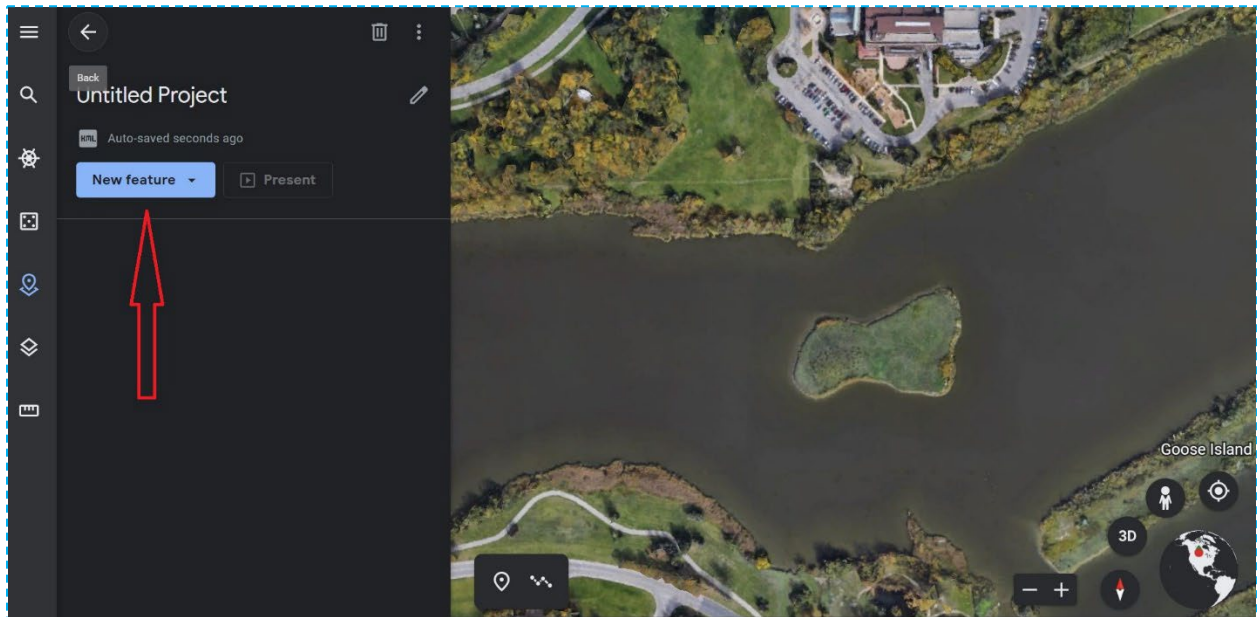 Back
Untitled Project
KML Auto-saved seconds ago
New feature
Present
Goose Island
3D